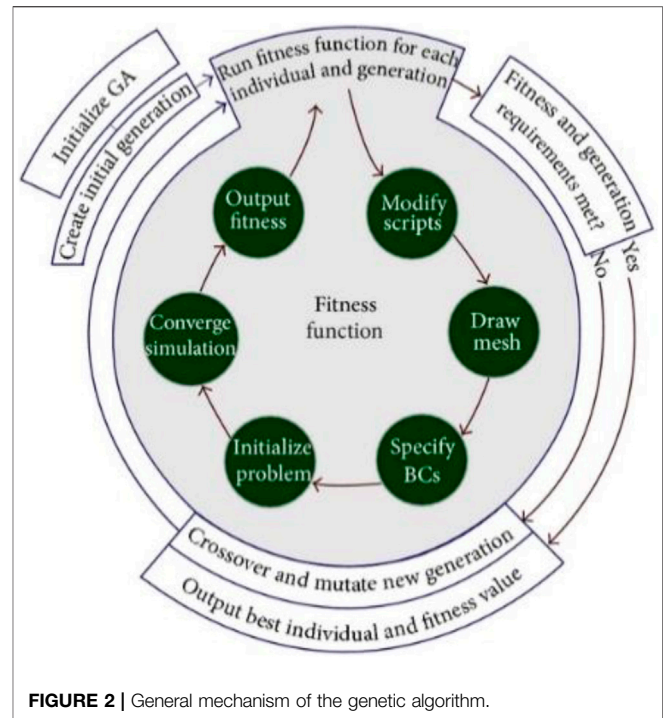 Initialize GA
Create initial generation
Run fitness function for each
individual and generation
Fitness and generation
requirements met?
No
Yes
Output
fitness
Modify
scripts
Fitness
function
Converge
simulation
Draw
mesh
Initialize
problem
Specify
BCs
Crossover and mutate new generation
Output best individual and fitness value
FIGURE 2 | General mechanism of the genetic algorithm.